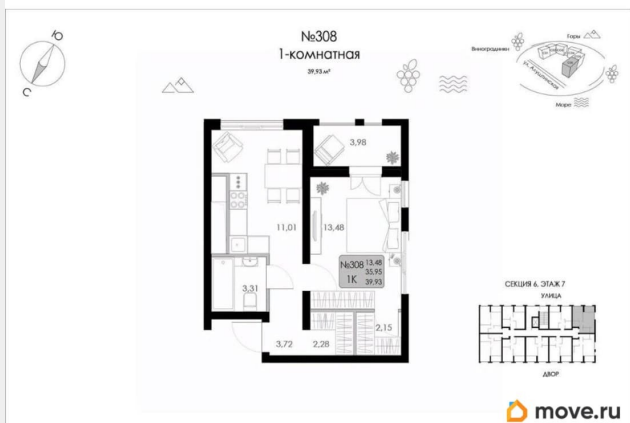 Ю
С
№308
1-комнатная
39,93 м²
Виноградники
Горы
Море
3,98
11,01
13,48
№308 13,48
35,95
1К 39,93
3,31
2,15
3,72
2,28
СЕКЦИЯ 6, ЭТАЖ 7
УЛИЦА
ДВОР
move.ru